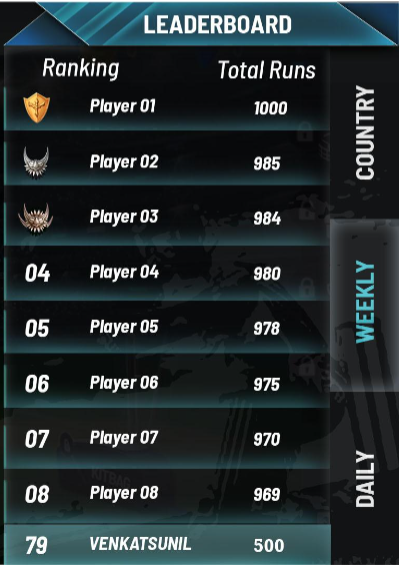 LEADERBOARD
Ranking Total Runs
Player 01 1000
Player 02 985
Player 03 984
04 Player 04 980
05 Player 05 978
06 Player 06 975
07 Player 07 970
08 Player 08 969
79 VENKATSUNIL 500
COUNTRY
WEEKLY
DAILY